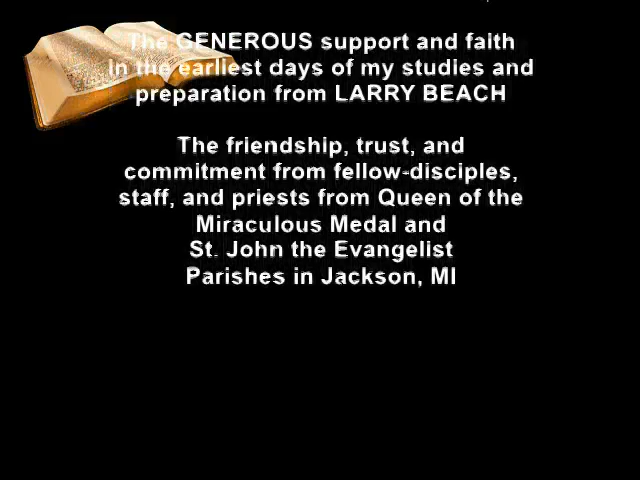 The GENEROUS support and faith
In the earliest days of my studies and
preparation from LARRY BEACH
The friendship, trust, and
commitment from fellow-disciples,
staff, and priests from Queen of the
Miraculous Medal and
St. John the Evangelist
Parishes in Jackson, MI